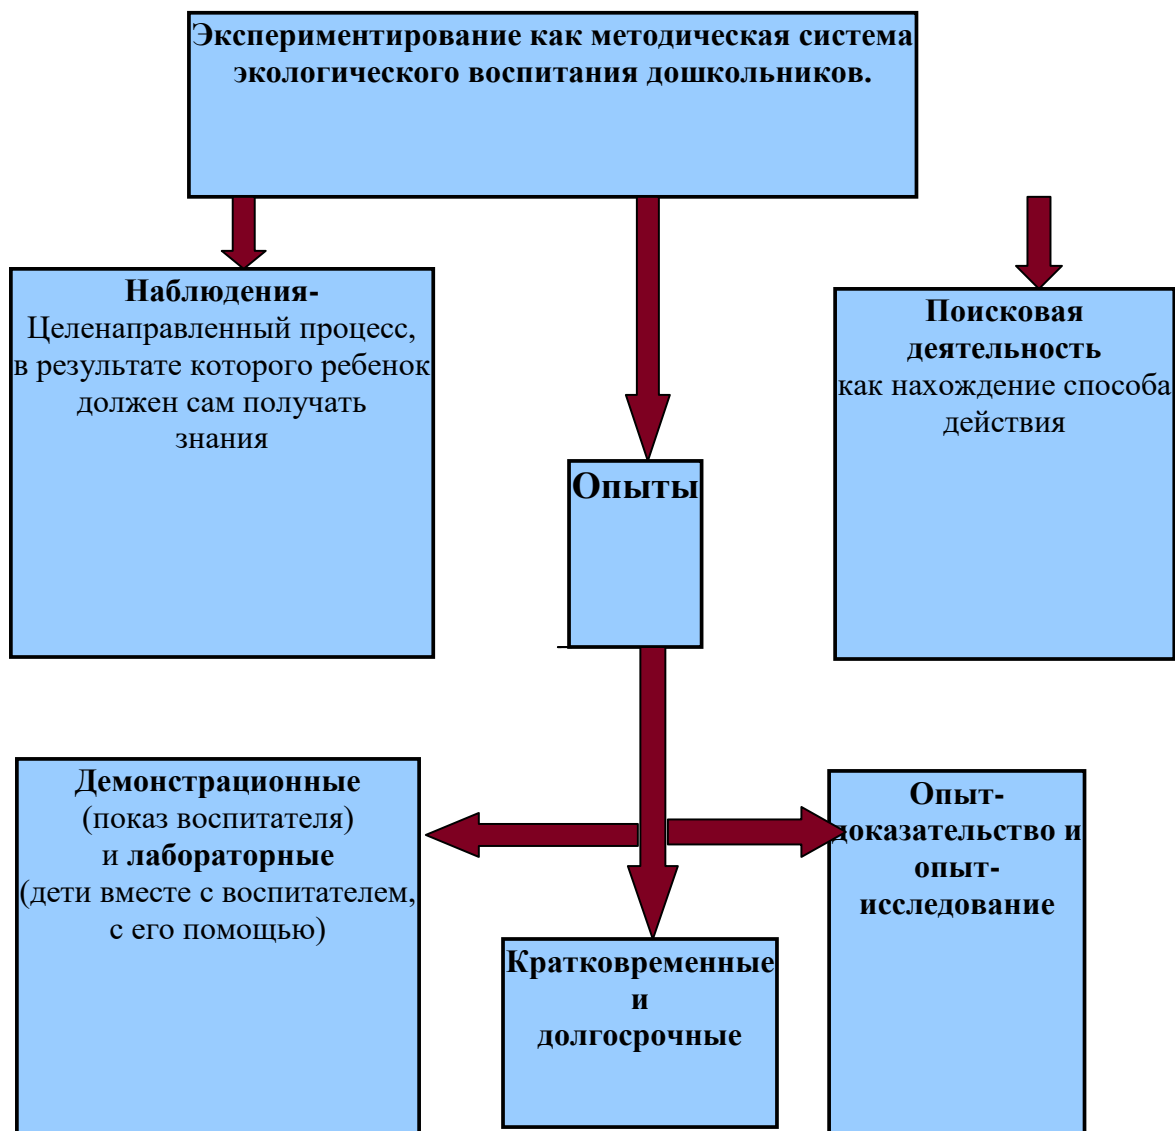 Экспериментирование как методическая система
экологического воспитания дошкольников.
Наблюдения-
Целенаправленный процесс,
в результате которого ребенок
должен сам получать
знания
Поисковая
деятельность
как нахождение способа
действия
Опыты
Демонстрационные
(показ воспитателя)
и лабораторные
(дети вместе с воспитателем,
с его помощью)
Опыт-
доказательство и
опыт-
исследование
Кратковременные
и
долгосрочные